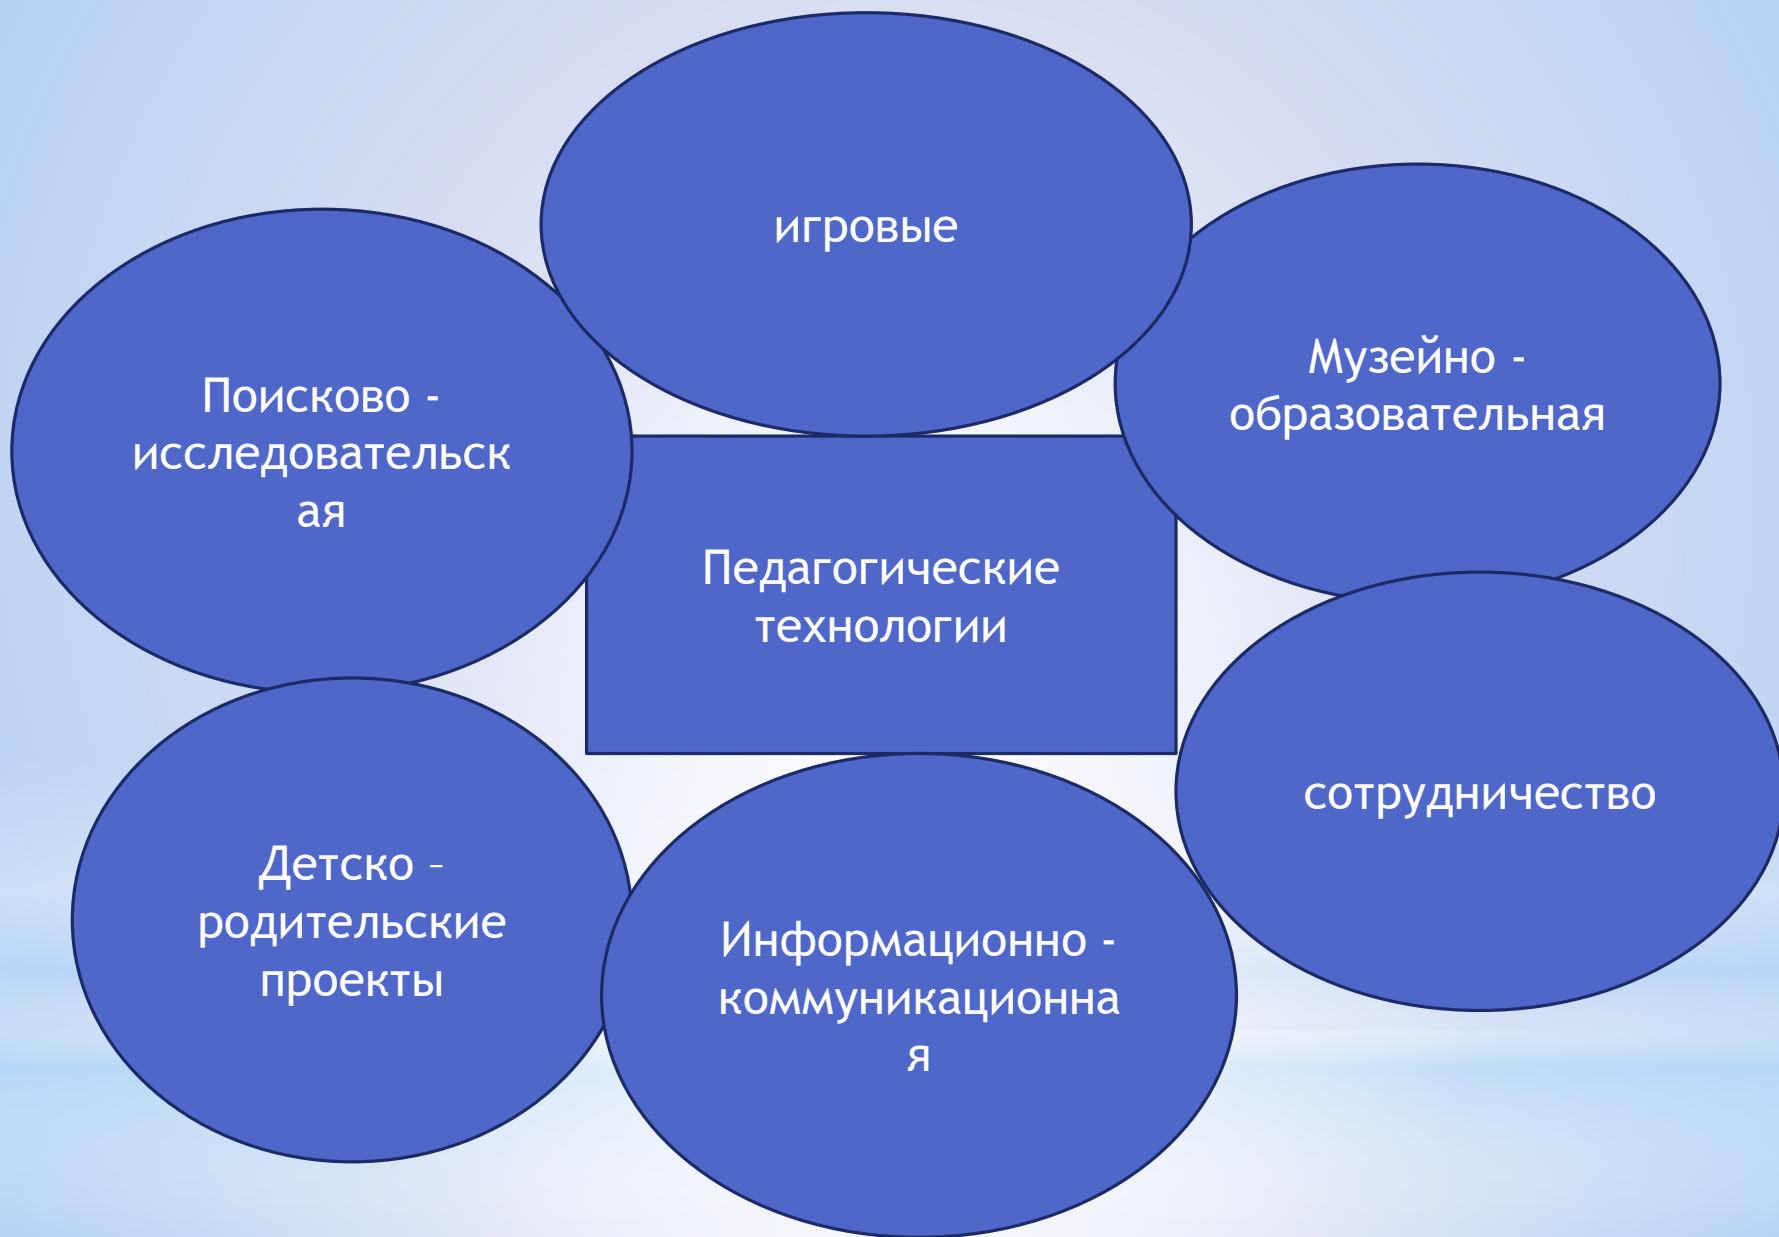 игровые
Музейно -
образовательная
Поисково -
исследовательск
ая
Педагогические
технологии
сотрудничество
Детско –
родительские
проекты
Информационно -
коммуникационна
я